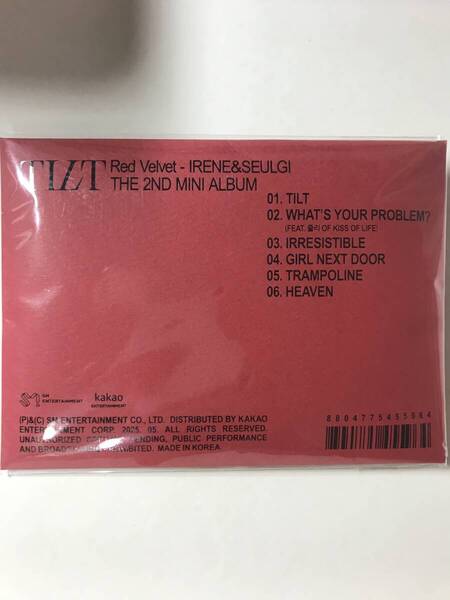 TILT
Red Velvet - IRENE&SEULGI
THE 2ND MINI ALBUM
01. TILT
02. WHAT'S YOUR PROBLEM?
(FEAT. 쥴리 OF KISS OF LIFE)
03. IRRESISTIBLE
04. GIRL NEXT DOOR
05. TRAMPOLINE
06. HEAVEN
SM
SM
ENTERTAINMENT
kakao
ENTERTAINMENT
(P)&(C) SM ENTERTAINMENT CO., LTD. DISTRIBUTED BY KAKAO
ENTERTAINMENT CORP. 2025. 05. ALL RIGHTS RESERVED.
UNAUTHORIZED LENDING, PUBLIC PERFORMANCE
AND MADE IN KOREA.
8804775455964